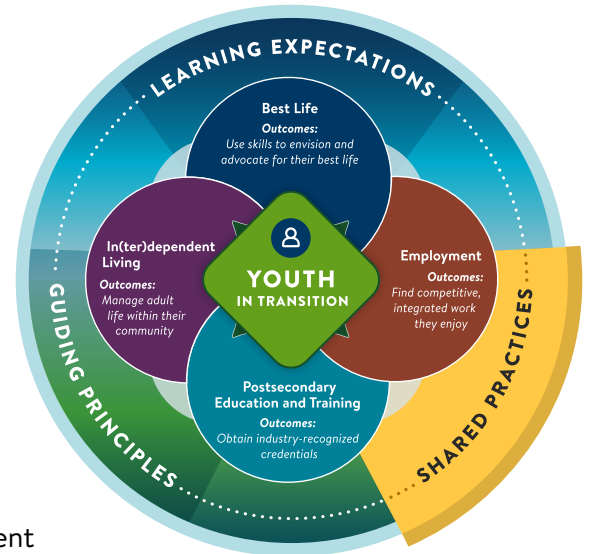 LEARNING EXPECTATIONS
Best Life
Outcomes:
Use skills to envision and
advocate for their best life
In(ter)dependent
Living
Outcomes:
Manage adult
life within their
community
YOUTH
IN TRANSITION
Employment
Outcomes:
Find competitive,
integrated work
they enjoy
Postsecondary
Education and Training
Outcomes:
Obtain industry-recognized
credentials
GUIDING PRINCIPLES
SHARED PRACTICES
ent